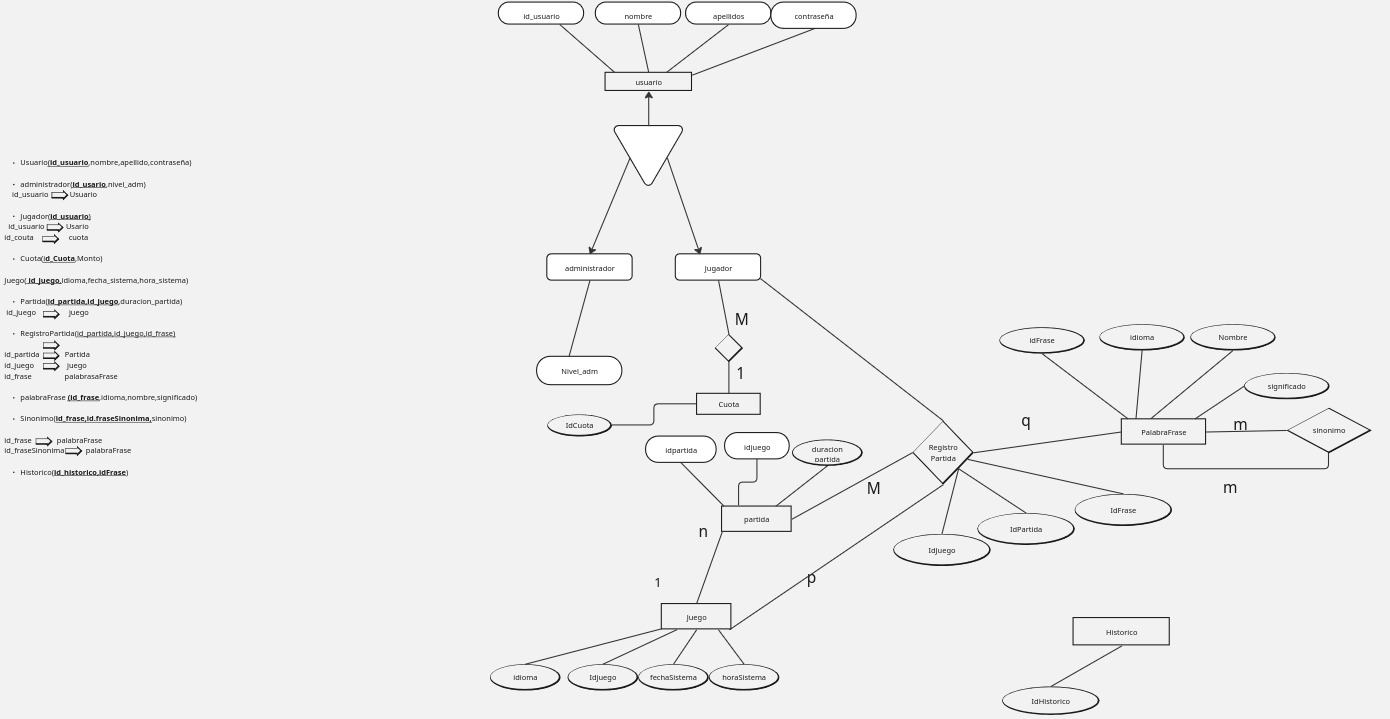 id_usuario
nombre
apellidos
contraseña
usuario
• Usuario(id_usuario,nombre,apellido,contraseña)
• administrador(id_usario,nivel_adm)
id_usuario Usuario
• Jugador(id_usuario)
id_usuario Usario
id_couta cuota
• Cuota(id_Cuota,Monto)
Juego( id_juego,idioma,fecha_sistema,hora_sistema)
• Partida(id_partida,id_juego,duracion_partida)
id_juego juego
• RegistroPartida(id_partida,id_juego,id_frase)
id_partida Partida
id_juego juego
id_frase palabrasaFrase
• palabraFrase (id_frase,idioma,nombre,significado)
• Sinonimo(id_frase,id.fraseSinonima,sinonimo)
id_frase palabraFrase
id_fraseSinonima palabraFrase
• Historico(id_historico,idFrase)
administrador
Jugador
M
Nivel_adm
1
Cuota
IdCuota
idFrase
idioma
Nombre
significado
PalabraFrase
m
sinonimo
m
q
idpartida
idjuego
duracion
partida
Registro
Partida
M
partida
n
IdJuego
IdPartida
IdFrase
1
p
Juego
idioma
IdJuego
fechaSistema
horaSistema
Historico
IdHistorico